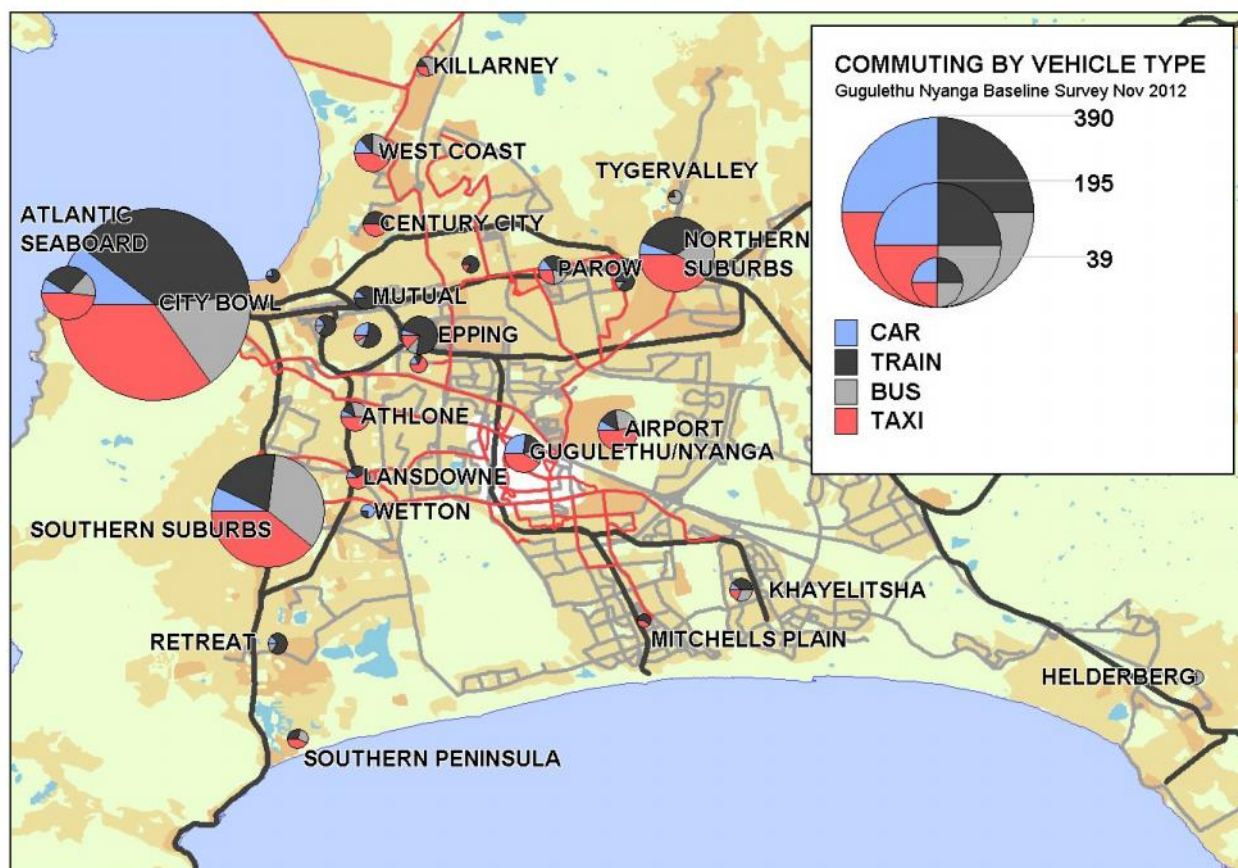 COMMUTING BY VEHICLE TYPE
Gugulethu Nyanga Baseline Survey Nov 2012
390
195
39
CAR
TRAIN
BUS
TAXI
KILLARNEY
WEST COAST
TYGERVALLEY
ATLANTIC
SEABOARD
CENTURY CITY
NORTHERN
SUBURBS
PAROW
CITY BOWL
MUTUAL
EPPING
ATHLONE
AIRPORT
GUGULETHU/NYANGA
LANSDOWNE
WETTON
SOUTHERN SUBURBS
KHAYELITSHA
MITCHELLS PLAIN
RETREAT
HELDERBERG
SOUTHERN PENINSULA